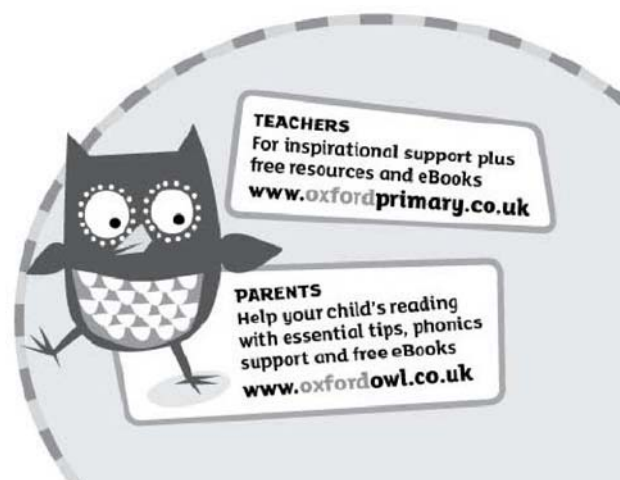 TEACHERS
For inspirational support plus
free resources and eBooks
www.oxfordprimary.co.uk
PARENTS
Help your child's reading
with essential tips, phonics
support and free eBooks
www.oxfordowl.co.uk